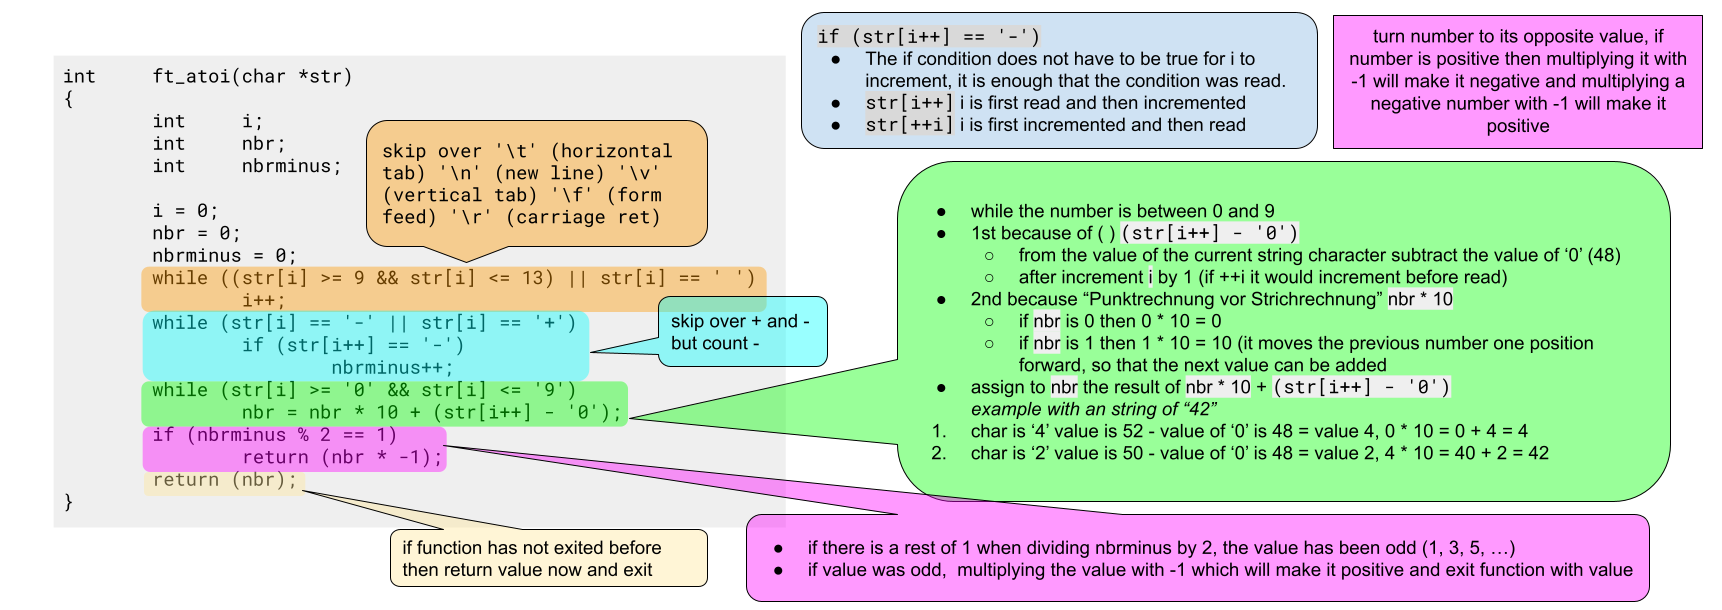 int     ft_atoi(char *str)
{
        int     i;
        int     nbr;
        int     nbrminus;
        i = 0;
        nbr = 0;
        nbrminus = 0;
        while ((str[i] >= 9 && str[i] <= 13) || str[i] == ' ')
                i++;
        while (str[i] == '-' || str[i] == '+')
                if (str[i++] == '-')
                        nbrminus++;
        while (str[i] >= '0' && str[i] <= '9')
                nbr = nbr * 10 + (str[i++] - '0');
        if (nbrminus % 2 == 1)
                return (nbr * -1);
        return (nbr);
}
skip over '\t' (horizontal
tab) '\n' (new line) '\v'
(vertical tab) '\f' (form
feed) '\r' (carriage ret)
skip over + and -
but count -
if function has not exited before
then return value now and exit
if (str[i++] == '-')
● The if condition does not have to be true for i to
increment, it is enough that the condition was read.
● str[i++] i is first read and then incremented
● str[++i] i is first incremented and then read
turn number to its opposite value, if
number is positive then multiplying it with
-1 will make it negative and multiplying a
negative number with -1 will make it
positive
● while the number is between 0 and 9
● 1st because of ( ) (str[i++] - '0')
○ from the value of the current string character subtract the value of ‘0’ (48)
○ after increment i by 1 (if ++i it would increment before read)
● 2nd because “Punktrechnung vor Strichrechnung” nbr * 10
○ if nbr is 0 then 0 * 10 = 0
○ if nbr is 1 then 1 * 10 = 10 (it moves the previous number one position
forward, so that the next value can be added
● assign to nbr the result of nbr * 10 + (str[i++] - '0')
example with an string of “42”
1. char is ‘4’ value is 52 - value of ‘0’ is 48 = value 4, 0 * 10 = 0 + 4 = 4
2. char is ‘2’ value is 50 - value of ‘0’ is 48 = value 2, 4 * 10 = 40 + 2 = 42
● if there is a rest of 1 when dividing nbrminus by 2, the value has been odd (1, 3, 5, …)
● if value was odd,  multiplying the value with -1 which will make it positive and exit function with value